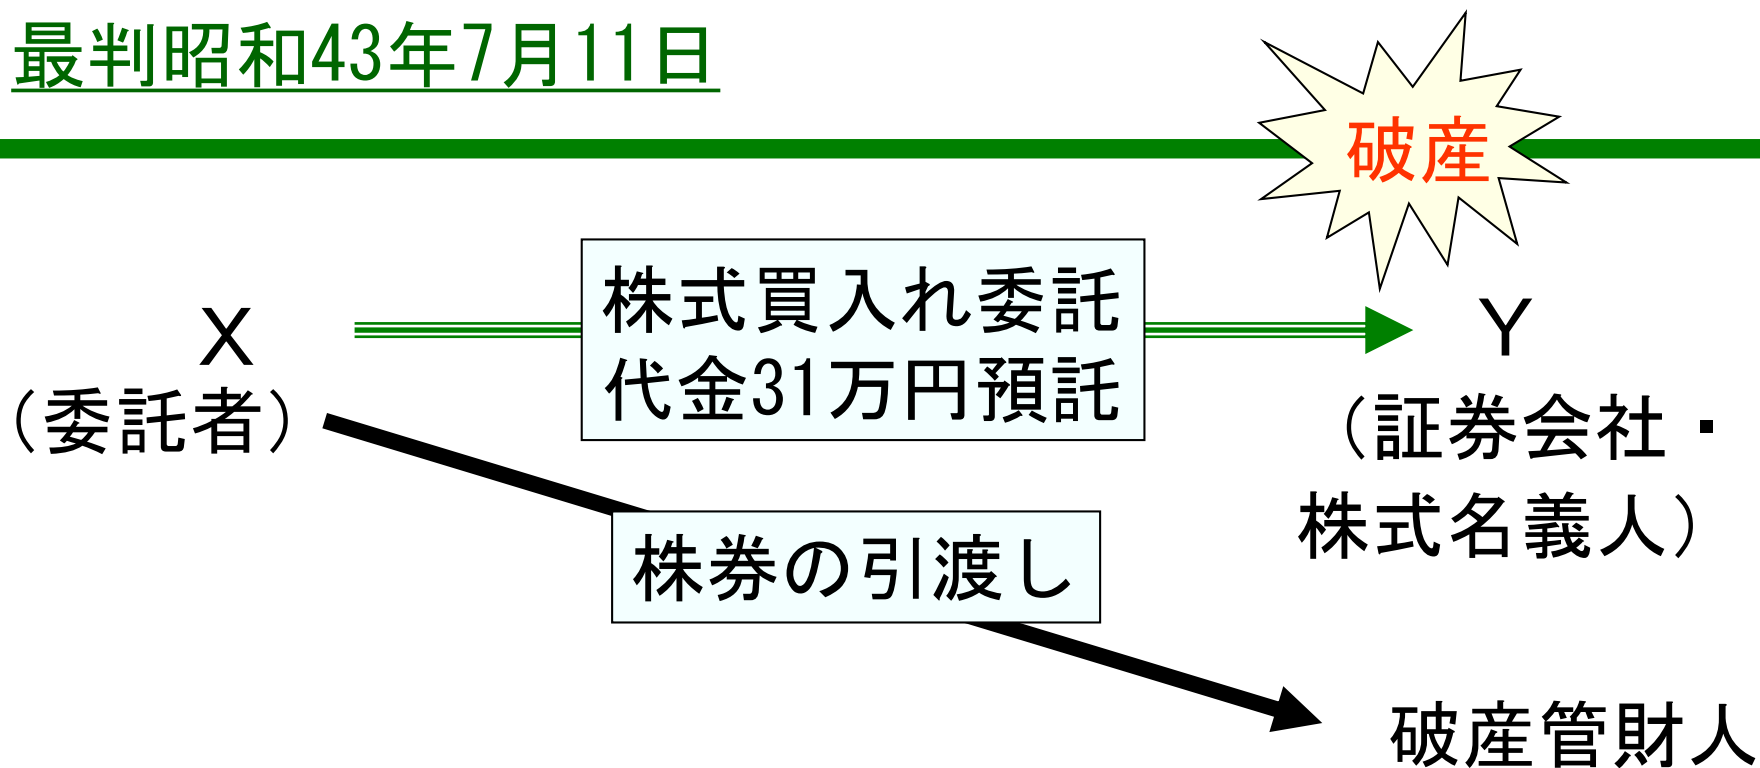 最判昭和43年7月11日
破産
株式買入れ委託
代金31万円預託
X
(委託者)
Y
(証券会社・
株式名義人)
株券の引渡し
破産管財人